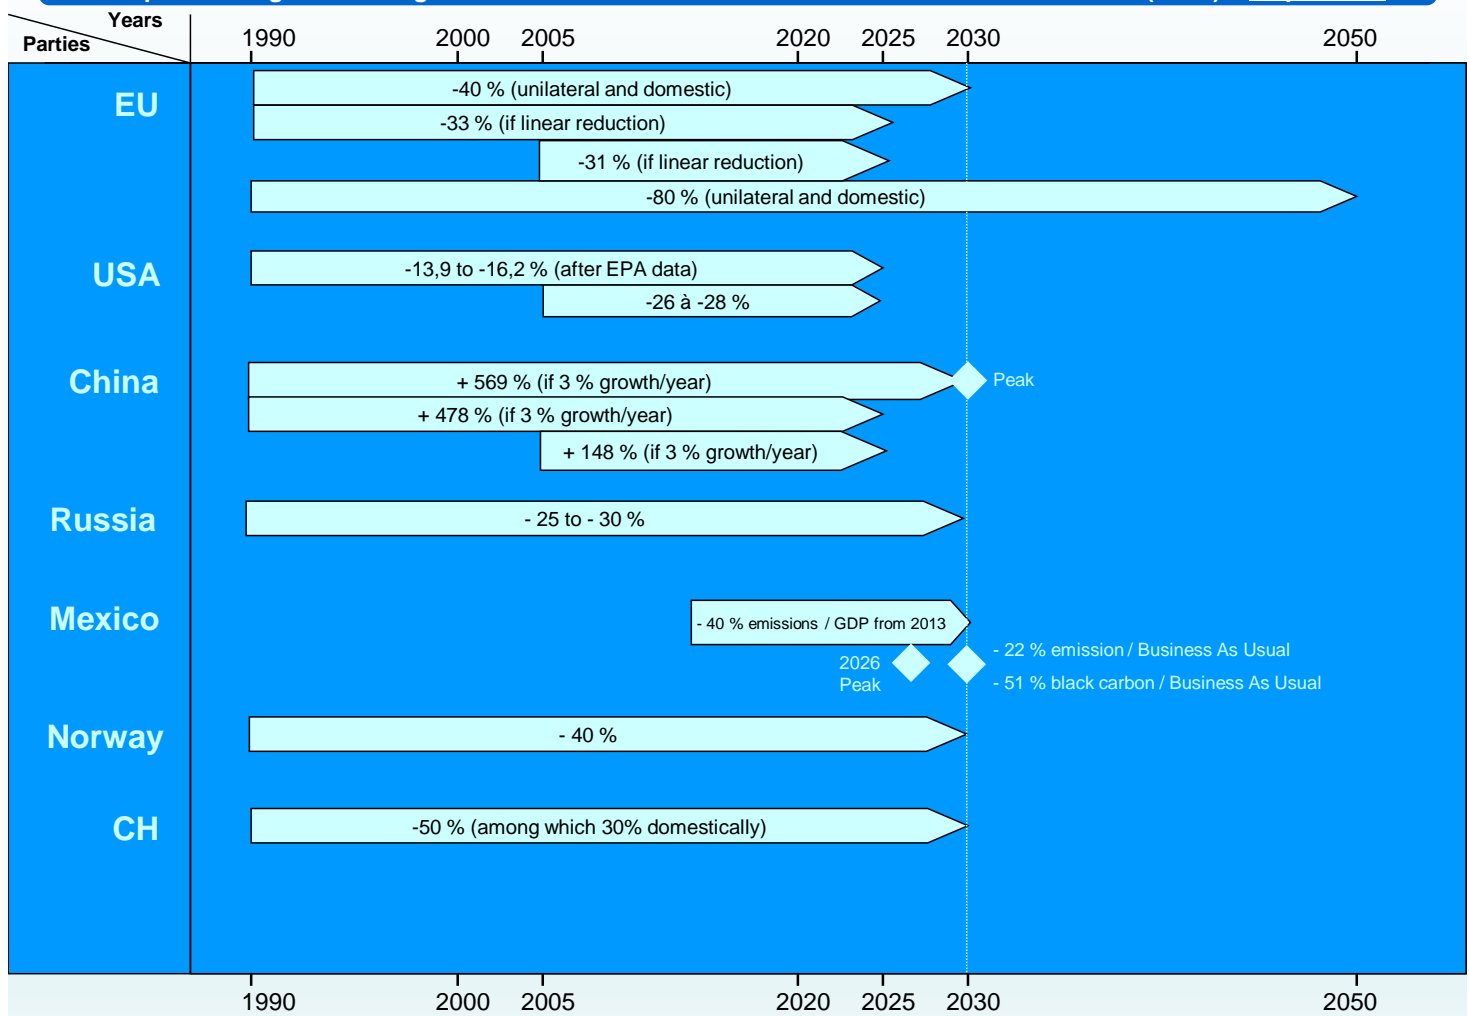 Years
Parties
1990 2000 2005 2020 2025 2030 2050
EU
-40 % (unilateral and domestic)
-33 % (if linear reduction)
-31 % (if linear reduction)
-80 % (unilateral and domestic)
USA
-13,9 to -16,2 % (after EPA data)
-26 à -28 %
China
+ 569 % (if 3 % growth/year)
Peak
+ 478 % (if 3 % growth/year)
+ 148 % (if 3 % growth/year)
Russia
- 25 to - 30 %
Mexico
- 40 % emissions / GDP from 2013
2026
Peak
- 22 % emission / Business As Usual
- 51 % black carbon / Business As Usual
Norway
- 40 %
CH
-50 % (among which 30% domestically)
1990 2000 2005 2020 2025 2030 2050